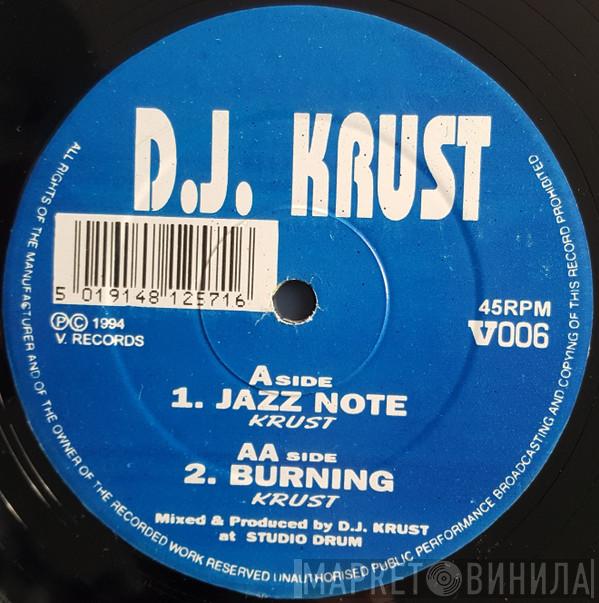 D.J. KRUST
5 019148 125716
℗© 1994
V. RECORDS
45RPM
V006
A SIDE
1. JAZZ NOTE
KRUST
AA SIDE
2. BURNING
KRUST
Mixed & Produced by D.J. KRUST
at STUDIO DRUM
ALL RIGHTS OF THE MANUFACTURER AND OF THE OWNER OF THE RECORDED WORK RESERVED UNAUTHORISED PUBLIC PERFORMANCE BROADCASTING AND COPYING OF THIS RECORD PROHIBITED
МАРКЕТ ВИНИЛА